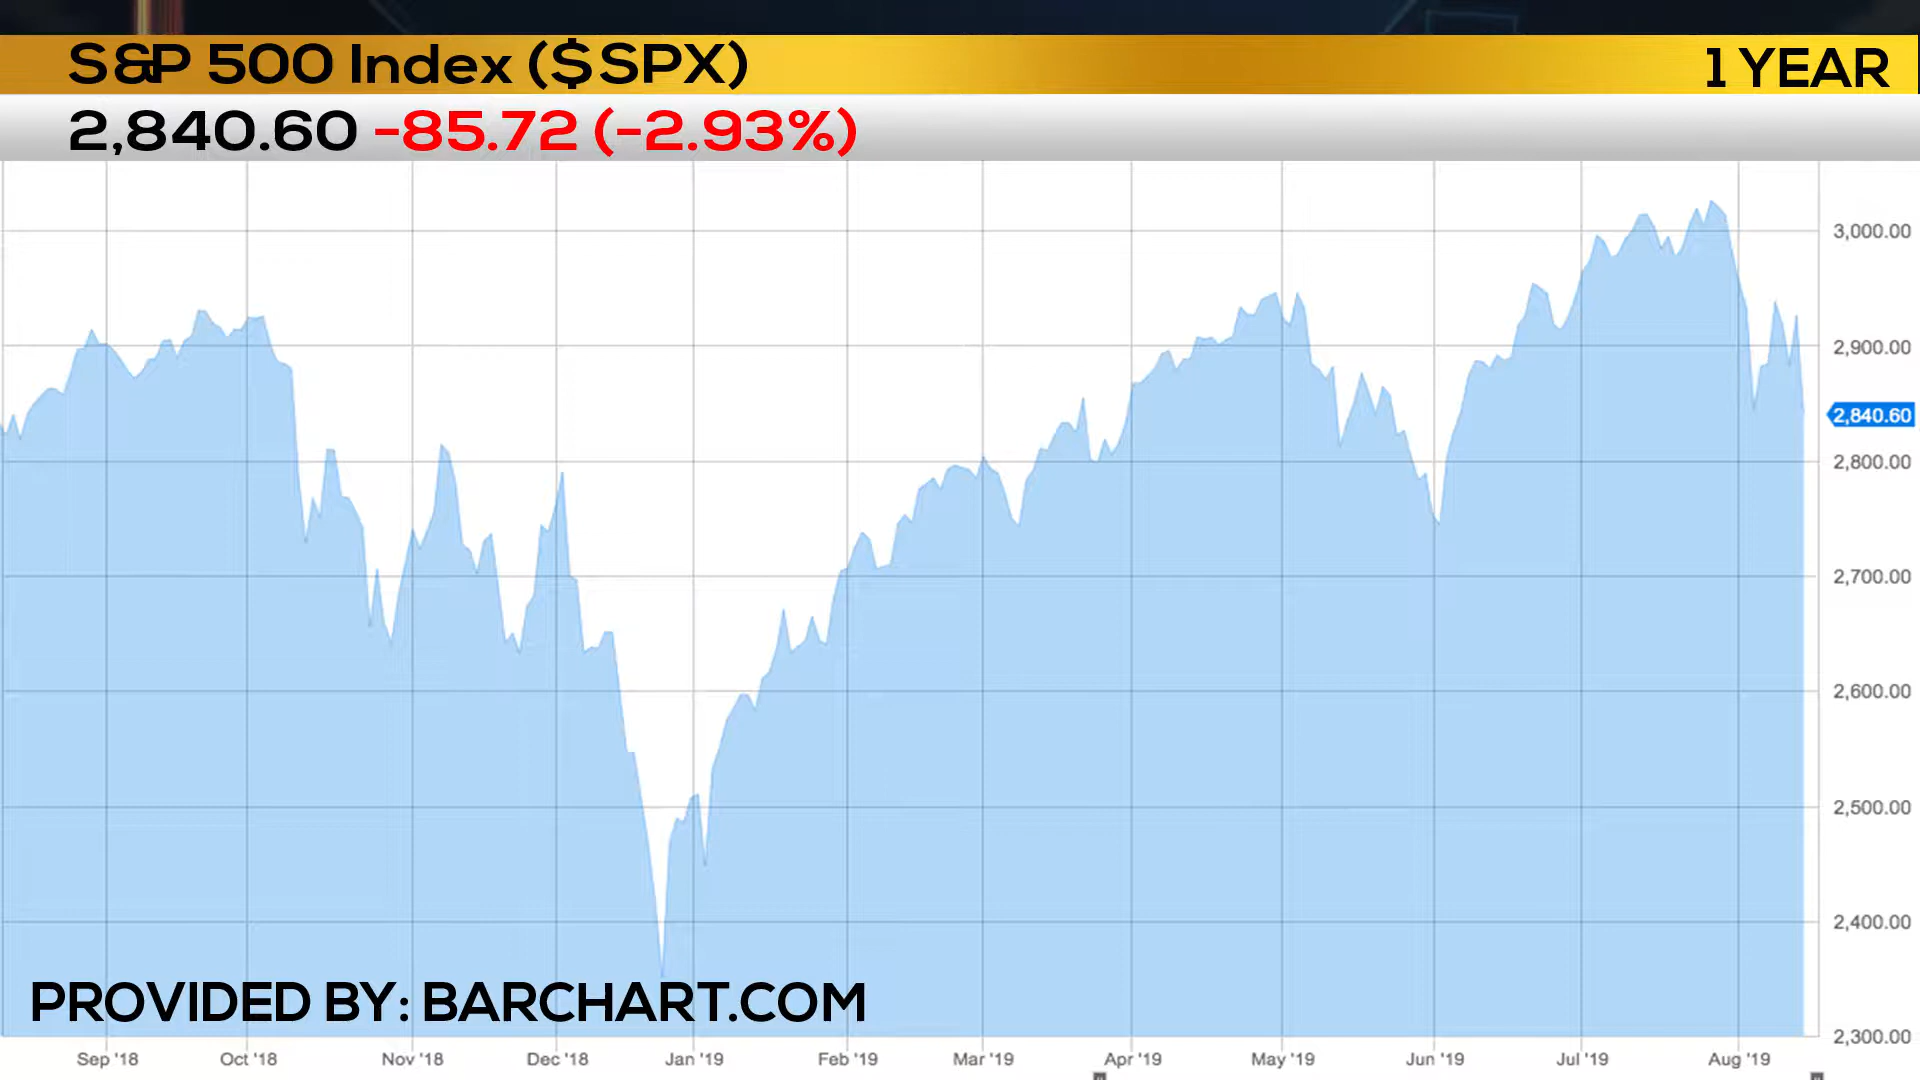 S&P 500 Index ($SPX)
1 YEAR
2,840.60 -85.72 (-2.93%)
3,000.00
2,900.00
2,840.60
2,800.00
2,700.00
2,600.00
2,500.00
2,400.00
2,300.00
PROVIDED BY: BARCHART.COM
Sep '18 Oct '18 Nov '18 Dec '18 Jan '19 Feb '19 Mar '19 Apr '19 May '19 Jun '19 Jul '19 Aug '19